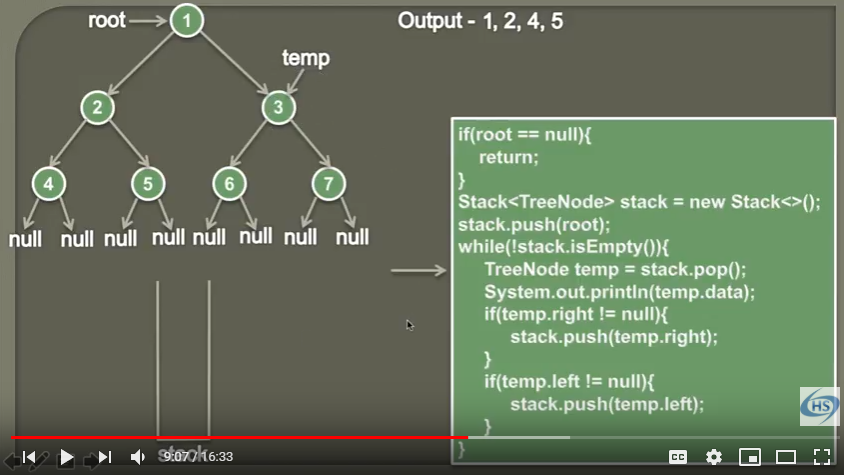 root
1
Output - 1, 2, 4, 5
temp
2
3
4
5
6
7
null null null null null null null null
if(root == null){
return;
}
Stack<TreeNode> stack = new Stack<>();
stack.push(root);
while(!stack.isEmpty()){
TreeNode temp = stack.pop();
System.out.println(temp.data);
if(temp.right != null){
stack.push(temp.right);
}
if(temp.left != null){
stack.push(temp.left);
}
}
HS
stack
9:07 / 16:33
CC